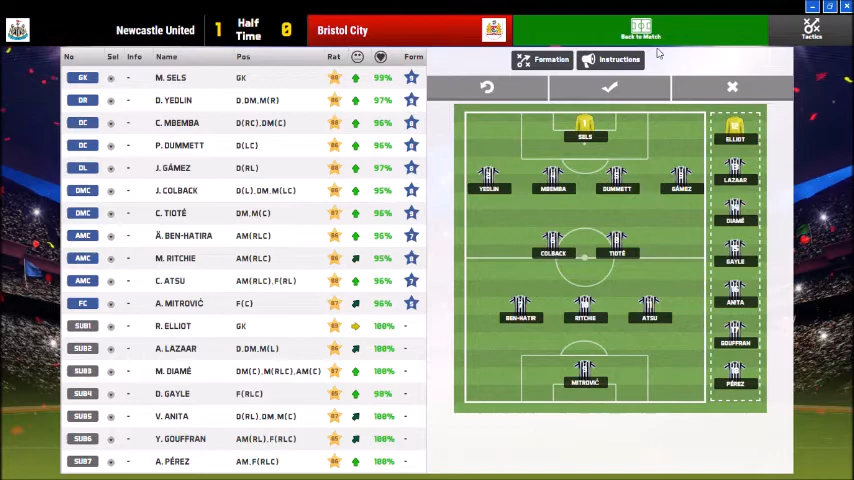 Newcastle United 1 Half Time 0 Bristol City Back to Match Tactics
Formation Instructions
No Sel Info Name Pos Rat Form
GK - M. SELS GK 99%
DR - D. YEDLIN D,DM,M(R) 97%
DC - C. MBEMBA D(RC),DM(C) 96%
DC - P. DUMMETT D(LC) 96%
DL - J. GÁMEZ D(RL) 97%
DMC - J. COLBACK D(L),DM,M(LC) 95%
DMC - C. TIOTÉ DM,M(C) 96%
AMC - Ä. BEN-HATIRA AM(RLC) 96%
AMC - M. RITCHIE AM(RLC) 95%
AMC - C. ATSU AM(RLC),F(RL) 96%
FC - A. MITROVIĆ F(C) 96%
SUB1 - R. ELLIOT GK 100% -
SUB2 - A. LAZAAR D,DM,M(L) 100% -
SUB3 - M. DIAMÉ DM(C),M(RLC),AM(C) 100% -
SUB4 - D. GAYLE F(RLC) 98% -
SUB5 - V. ANITA D(RL),DM,M(C) 100% -
SUB6 - Y. GOUFFRAN AM(RL),F(RLC) 100% -
SUB7 - A. PÉREZ AM,F(RLC) 100% -
SELS
ELLIOT
YEDLIN MBEMBA DUMMETT GÁMEZ
LAZAAR
DIAMÉ
COLBACK TIOTÉ
GAYLE
ANITA
BEN-HATIR RITCHIE ATSU
GOUFFRAN
MITROVIĆ
PÉREZ